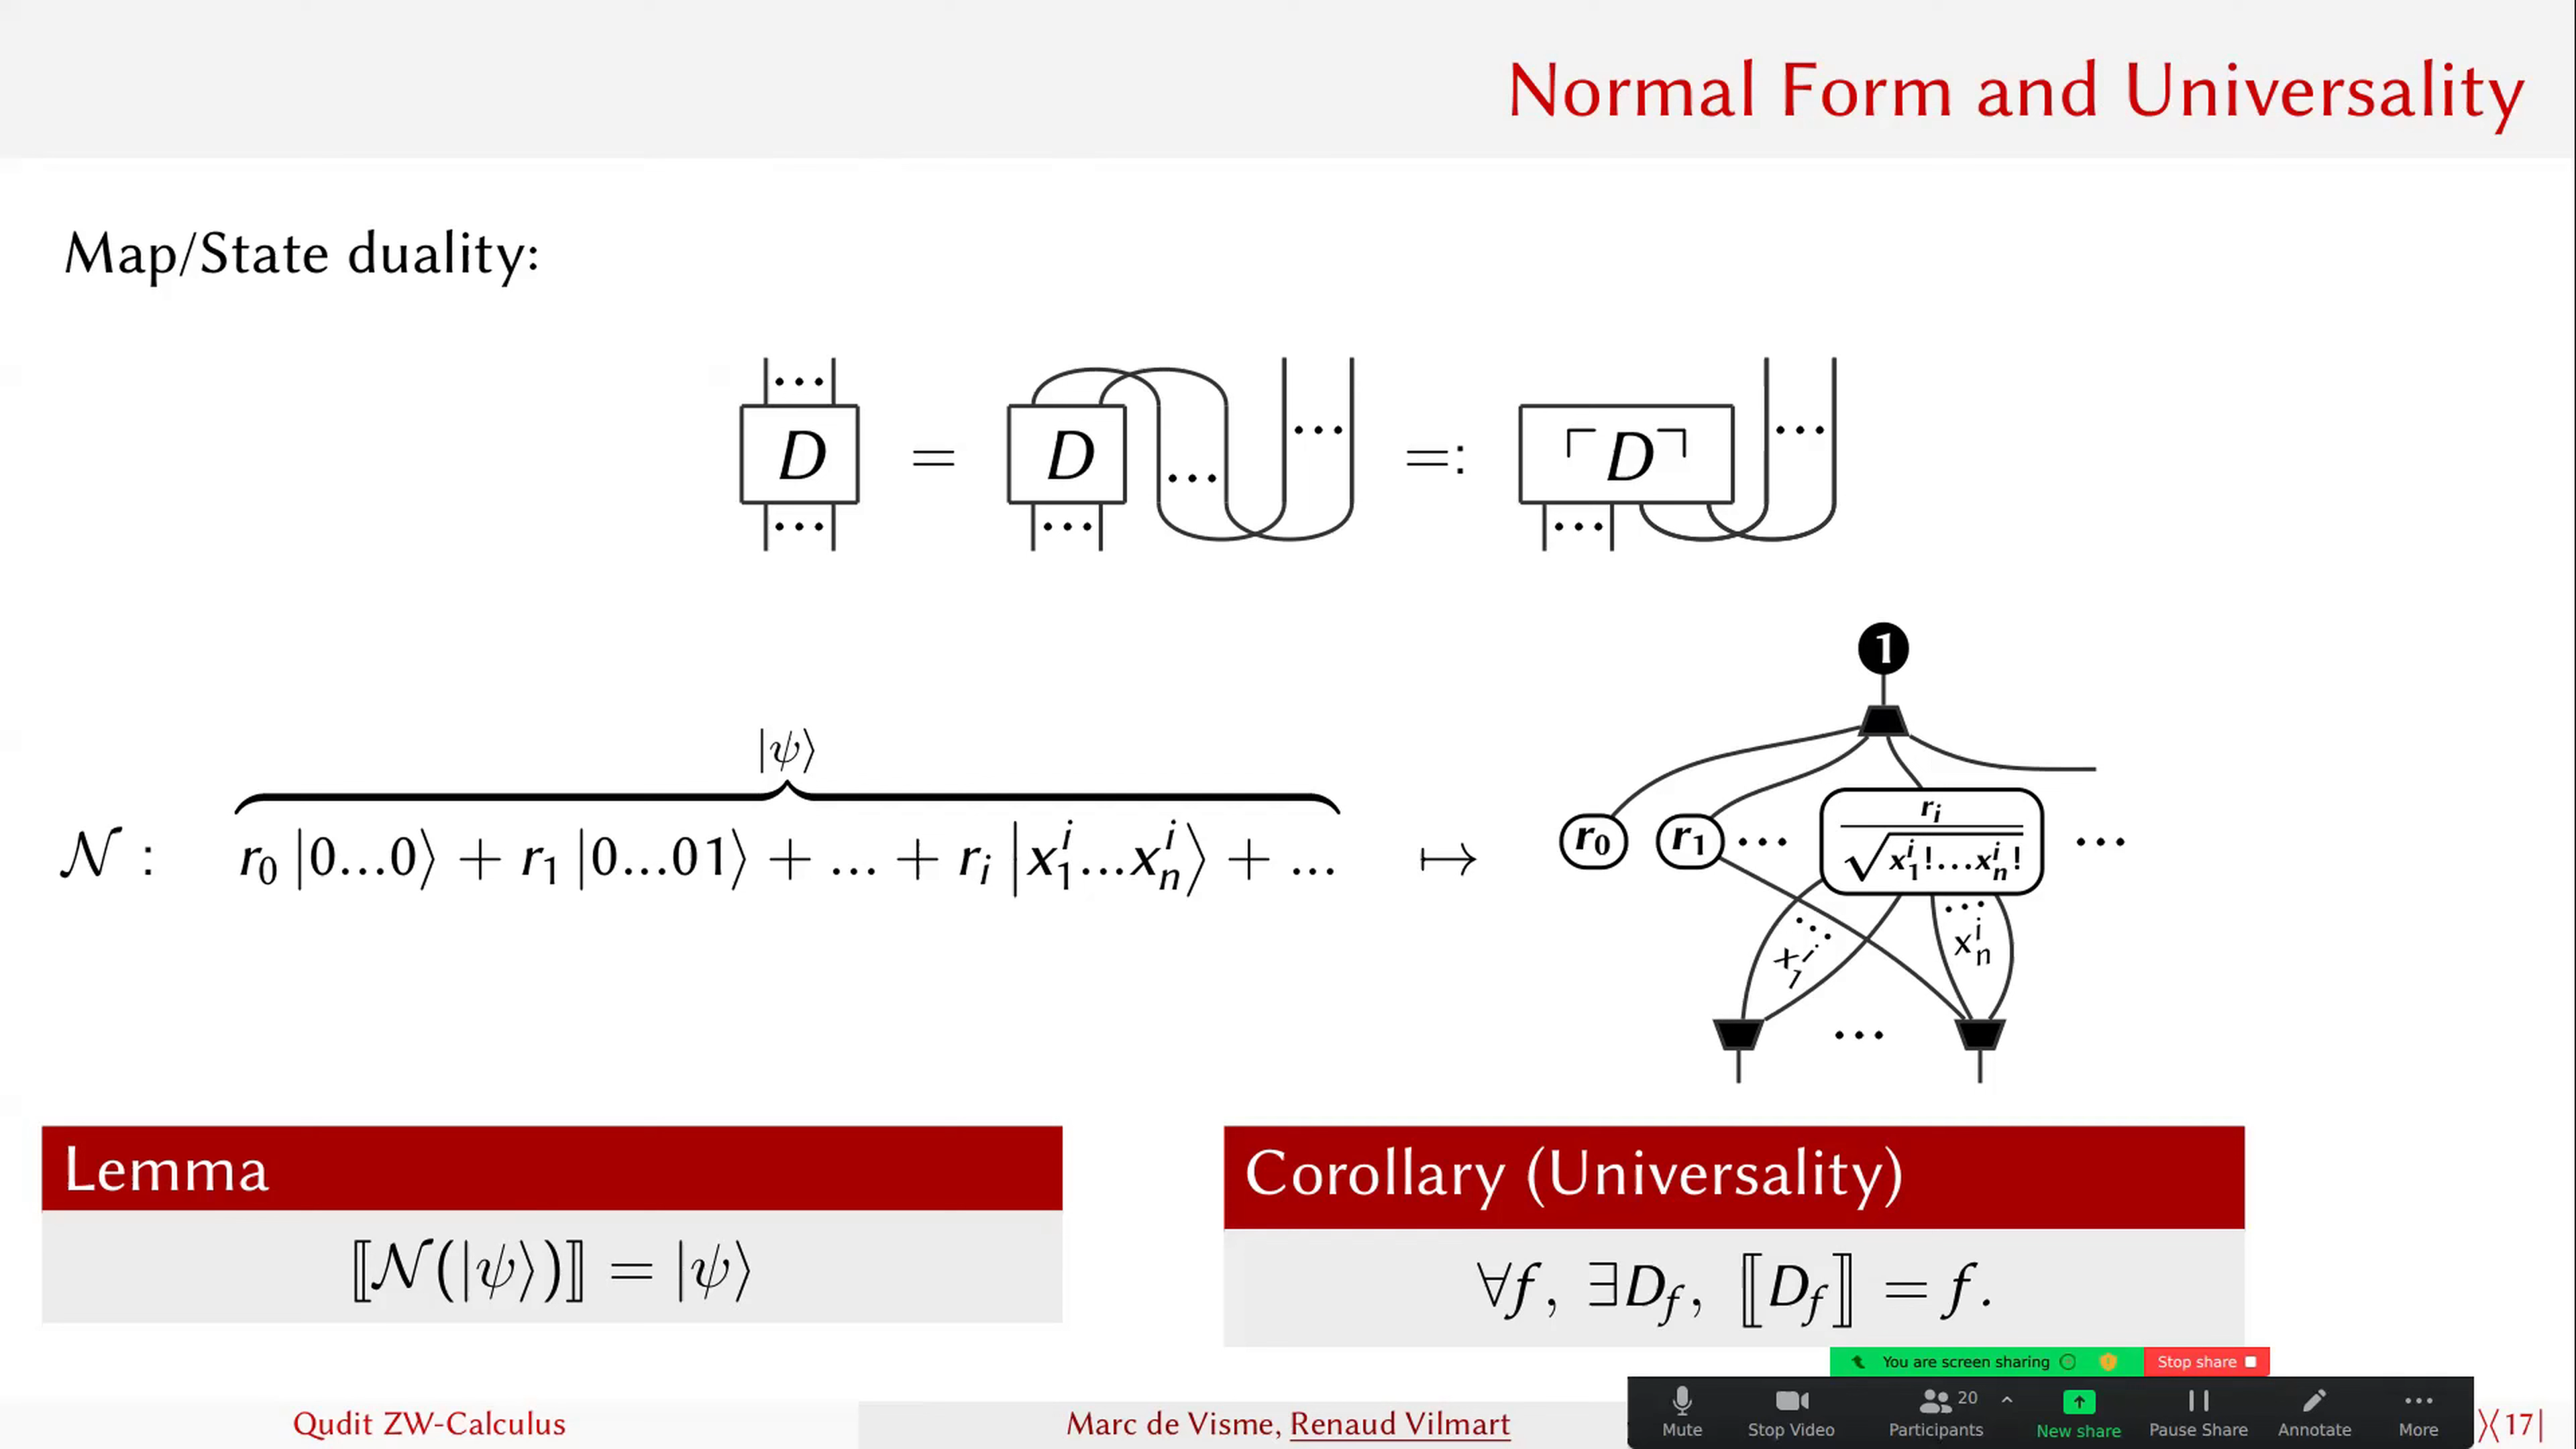 Normal Form and Universality
Map/State duality:
...
...
D
...
=
D
...
...
...
=:
⌜D⌝
...
...
1
|ψ⟩
𝒩 : r₀ |0...0⟩ + r₁ |0...01⟩ + ... + rᵢ |x₁ⁱ...xₙⁱ⟩ + ... ↦
r₀ r₁ ... rᵢ/√(x₁ⁱ!...xₙⁱ!) ...
... x₁ⁱ ... xₙⁱ
...
Lemma
⟦𝒩(|ψ⟩)⟧ = |ψ⟩
Corollary (Universality)
∀f, ∃D_f, ⟦D_f⟧ = f.
You are screen sharing Stop share
Qudit ZW-Calculus
Marc de Visme, Renaud Vilmart
Mute Stop Video Participants 20 New share Pause Share Annotate More
17